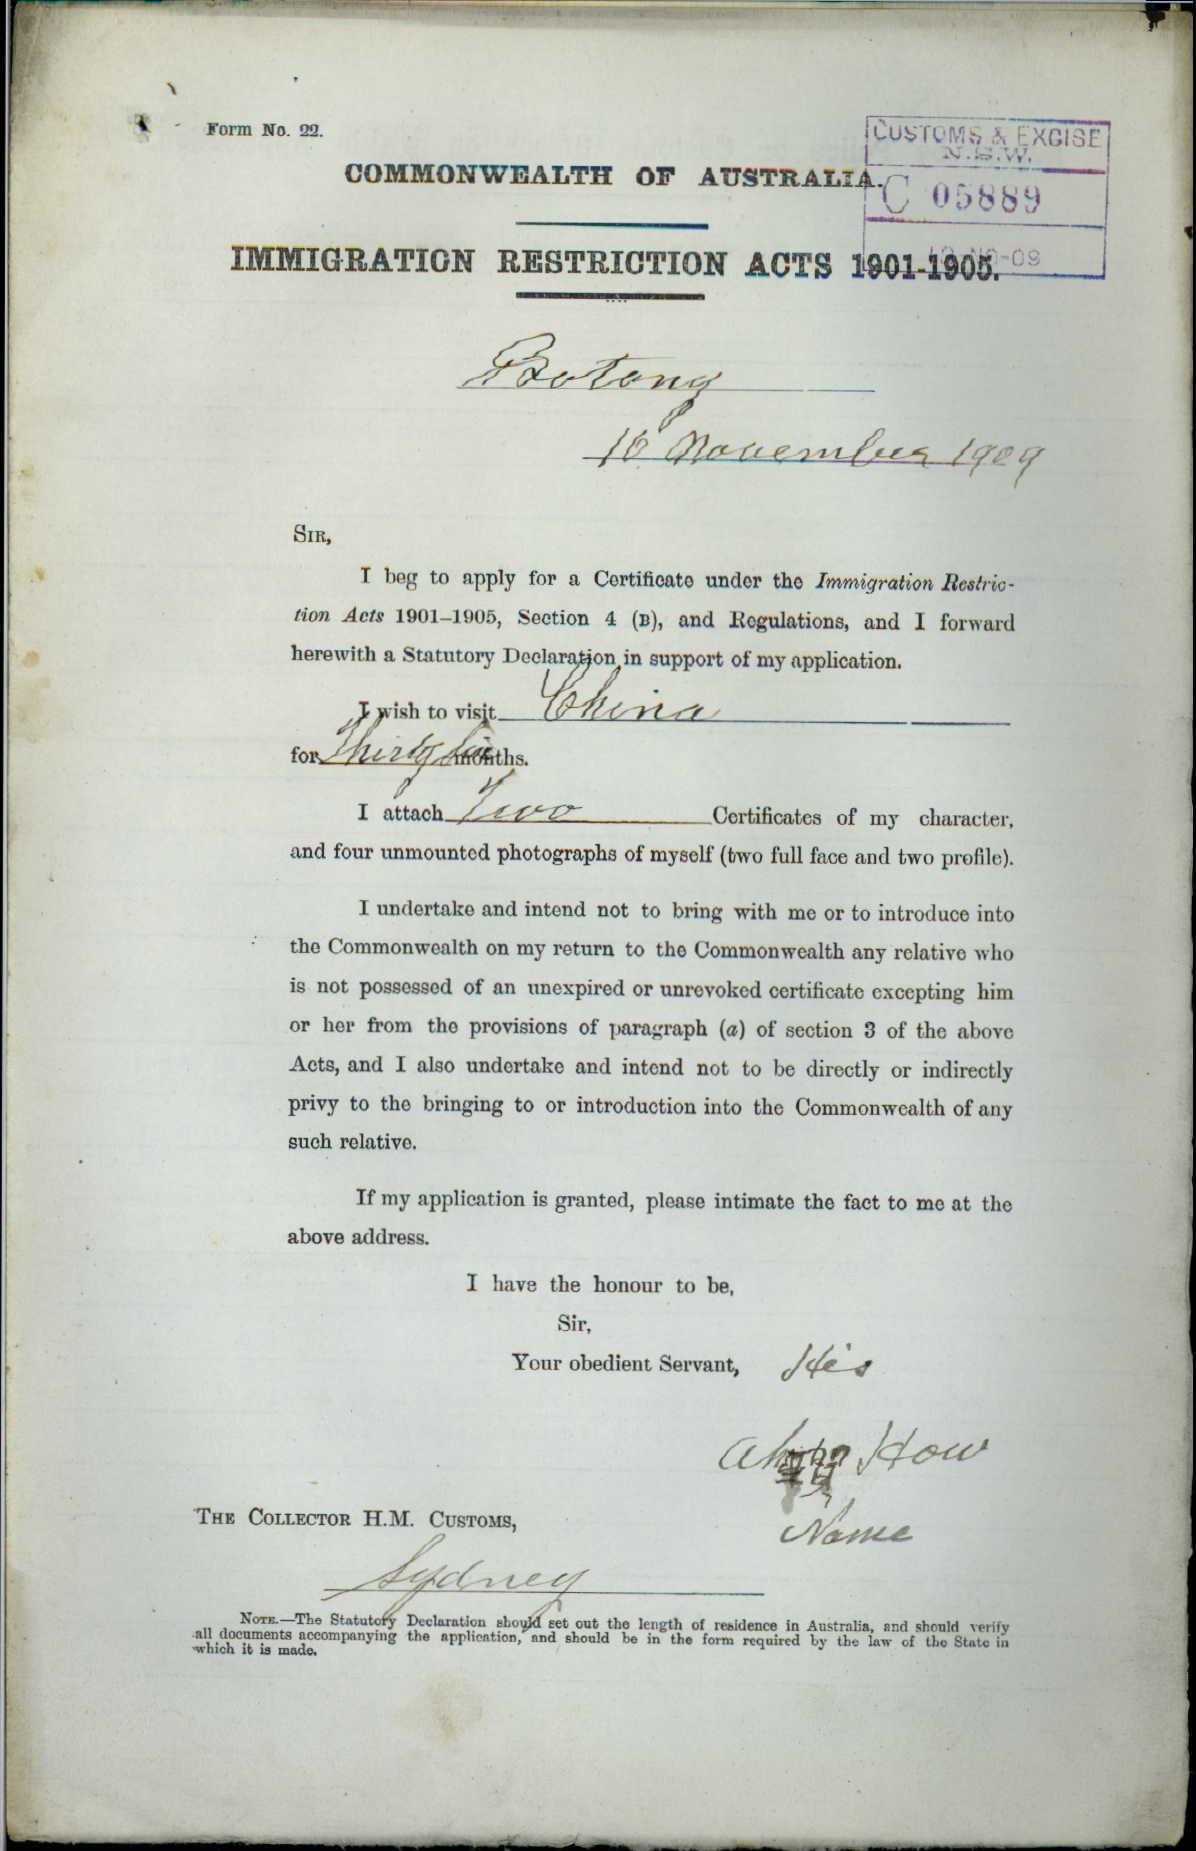 Form No. 22.
CUSTOMS & EXCISE
N.S.W.
C 05889
COMMONWEALTH OF AUSTRALIA.
IMMIGRATION RESTRICTION ACTS 1901-1905.
-09
Botany
16 November 1909
SIR,
I beg to apply for a Certificate under the Immigration Restric-
tion Acts 1901–1905, Section 4 (B), and Regulations, and I forward
herewith a Statutory Declaration in support of my application.
I wish to visit China
for Thirty Six months.
I attach Two Certificates of my character,
and four unmounted photographs of myself (two full face and two profile).
I undertake and intend not to bring with me or to introduce into
the Commonwealth on my return to the Commonwealth any relative who
is not possessed of an unexpired or unrevoked certificate excepting him
or her from the provisions of paragraph (a) of section 3 of the above
Acts, and I also undertake and intend not to be directly or indirectly
privy to the bringing to or introduction into the Commonwealth of any
such relative.
If my application is granted, please intimate the fact to me at the
above address.
I have the honour to be,
Sir,
Your obedient Servant, His
Ah How
Name
THE COLLECTOR H.M. CUSTOMS,
Sydney
NOTE.—The Statutory Declaration should set out the length of residence in Australia, and should verify
all documents accompanying the application, and should be in the form required by the law of the State in
which it is made.